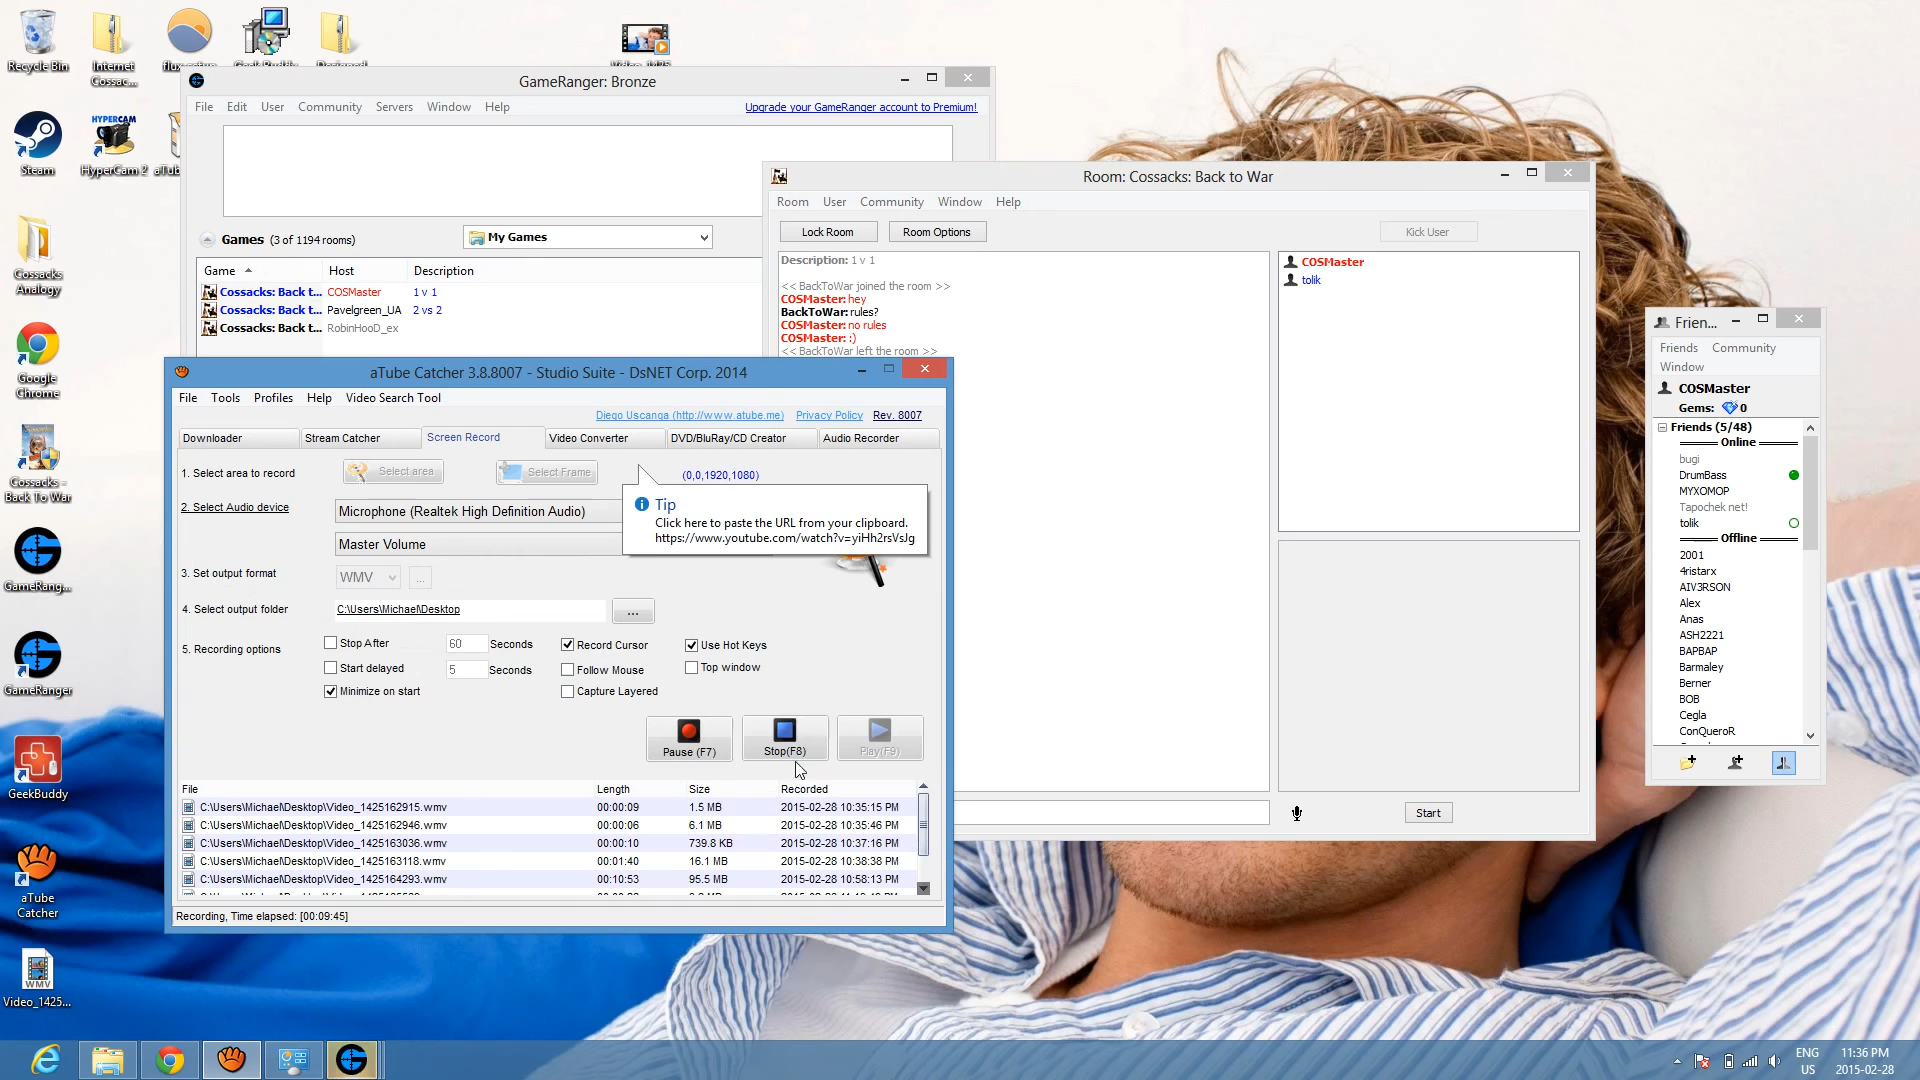 Recycle Bin
Internet Cossac...
GameRanger: Bronze
File Edit User Community Servers Window Help
Upgrade your GameRanger account to Premium!
HYPERCAM
Steam
HyperCam 2
Games (3 of 1194 rooms)
My Games
Game Host Description
Cossacks: Back t... COSMaster 1 v 1
Cossacks: Back t... Pavelgreen_UA 2 vs 2
Cossacks: Back t... RobinHooD_ex
Room: Cossacks: Back to War
Room User Community Window Help
Lock Room Room Options Kick User
Description: 1 v 1
<< BackToWar joined the room >>
COSMaster: hey
BackToWar: rules?
COSMaster: no rules
COSMaster: :)
<< BackToWar left the room >>
COSMaster
tolik
Start
Cossacks Analogy
Google Chrome
Cossacks - Back To War
GameRang...
GameRanger
GeekBuddy
aTube Catcher
WMV
Video_1425...
aTube Catcher 3.8.8007 - Studio Suite - DsNET Corp. 2014
File Tools Profiles Help Video Search Tool
Diego Uscanga (http://www.atube.me) Privacy Policy Rev. 8007
Downloader Stream Catcher Screen Record Video Converter DVD/BluRay/CD Creator Audio Recorder
1. Select area to record Select area Select Frame (0,0,1920,1080)
2. Select Audio device Microphone (Realtek High Definition Audio)
Tip
Click here to paste the URL from your clipboard.
https://www.youtube.com/watch?v=yiHh2rsVsJg
Master Volume
3. Set output format WMV ...
4. Select output folder C:\Users\Michael\Desktop ...
5. Recording options
Stop After 60 Seconds Record Cursor Use Hot Keys
Start delayed 5 Seconds Follow Mouse Top window
Minimize on start Capture Layered
Pause (F7) Stop(F8) Play(F9)
File Length Size Recorded
C:\Users\Michael\Desktop\Video_1425162915.wmv 00:00:09 1.5 MB 2015-02-28 10:35:15 PM
C:\Users\Michael\Desktop\Video_1425162946.wmv 00:00:06 6.1 MB 2015-02-28 10:35:46 PM
C:\Users\Michael\Desktop\Video_1425163036.wmv 00:00:10 739.8 KB 2015-02-28 10:37:16 PM
C:\Users\Michael\Desktop\Video_1425163118.wmv 00:01:40 16.1 MB 2015-02-28 10:38:38 PM
C:\Users\Michael\Desktop\Video_1425164293.wmv 00:10:53 95.5 MB 2015-02-28 10:58:13 PM
Recording, Time elapsed: [00:09:45]
Frien...
Friends Community
Window
COSMaster
Gems: 0
Friends (5/48)
Online
bugi
DrumBass
MYXOMOP
Tapochek net!
tolik
Offline
2001
4ristarx
AIV3RSON
Alex
Anas
ASH2221
BAPBAP
Barmaley
Berner
BOB
Cegla
ConQueroR
ENG
US
11:36 PM
2015-02-28